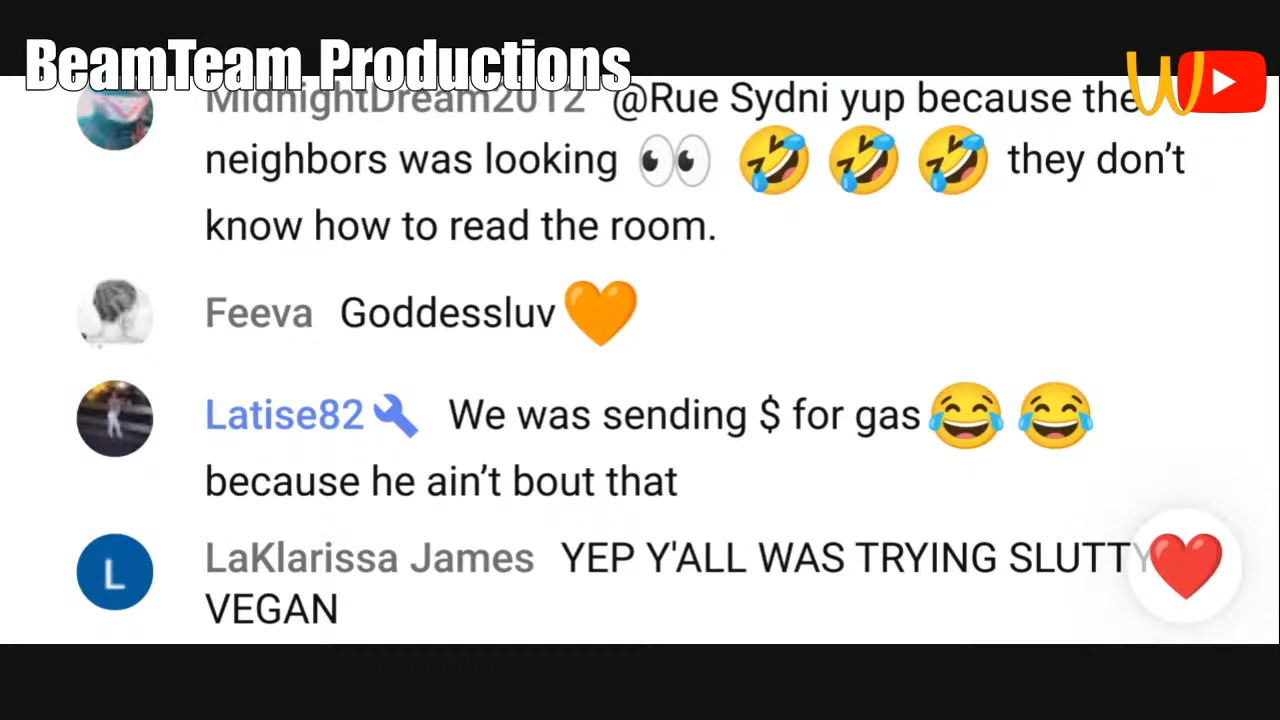 BeamTeam Productions
MidnightDream2012 @Rue Sydni yup because the
neighbors was looking 👀 🤣 🤣 🤣 they don't
know how to read the room.
Feeva Goddessluv🧡
Latise82 We was sending $ for gas😂 😂
because he ain't bout that
L LaKlarissa James YEP Y'ALL WAS TRYING SLUTTY
VEGAN